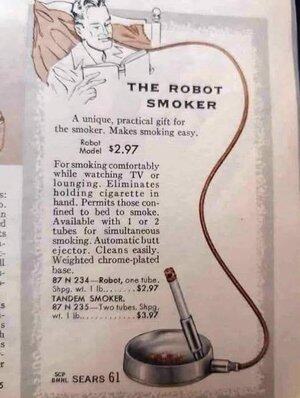 THE ROBOT
SMOKER
A unique, practical gift for
the smoker. Makes smoking easy.
Robot
Model $2.97
For smoking comfortably
while watching TV or
lounging. Eliminates
holding cigarette in
hand. Permits those con-
fined to bed to smoke.
Available with 1 or 2
tubes for simultaneous
smoking. Automatic butt
ejector. Cleans easily.
Weighted chrome-plated
base.
87 N 234—Robot, one tube.
Shpg. wt. 1 lb........$2.97
TANDEM SMOKER.
87 N 235—Two tubes. Shpg.
wt. 1 lb..............$3.97
SEARS 61